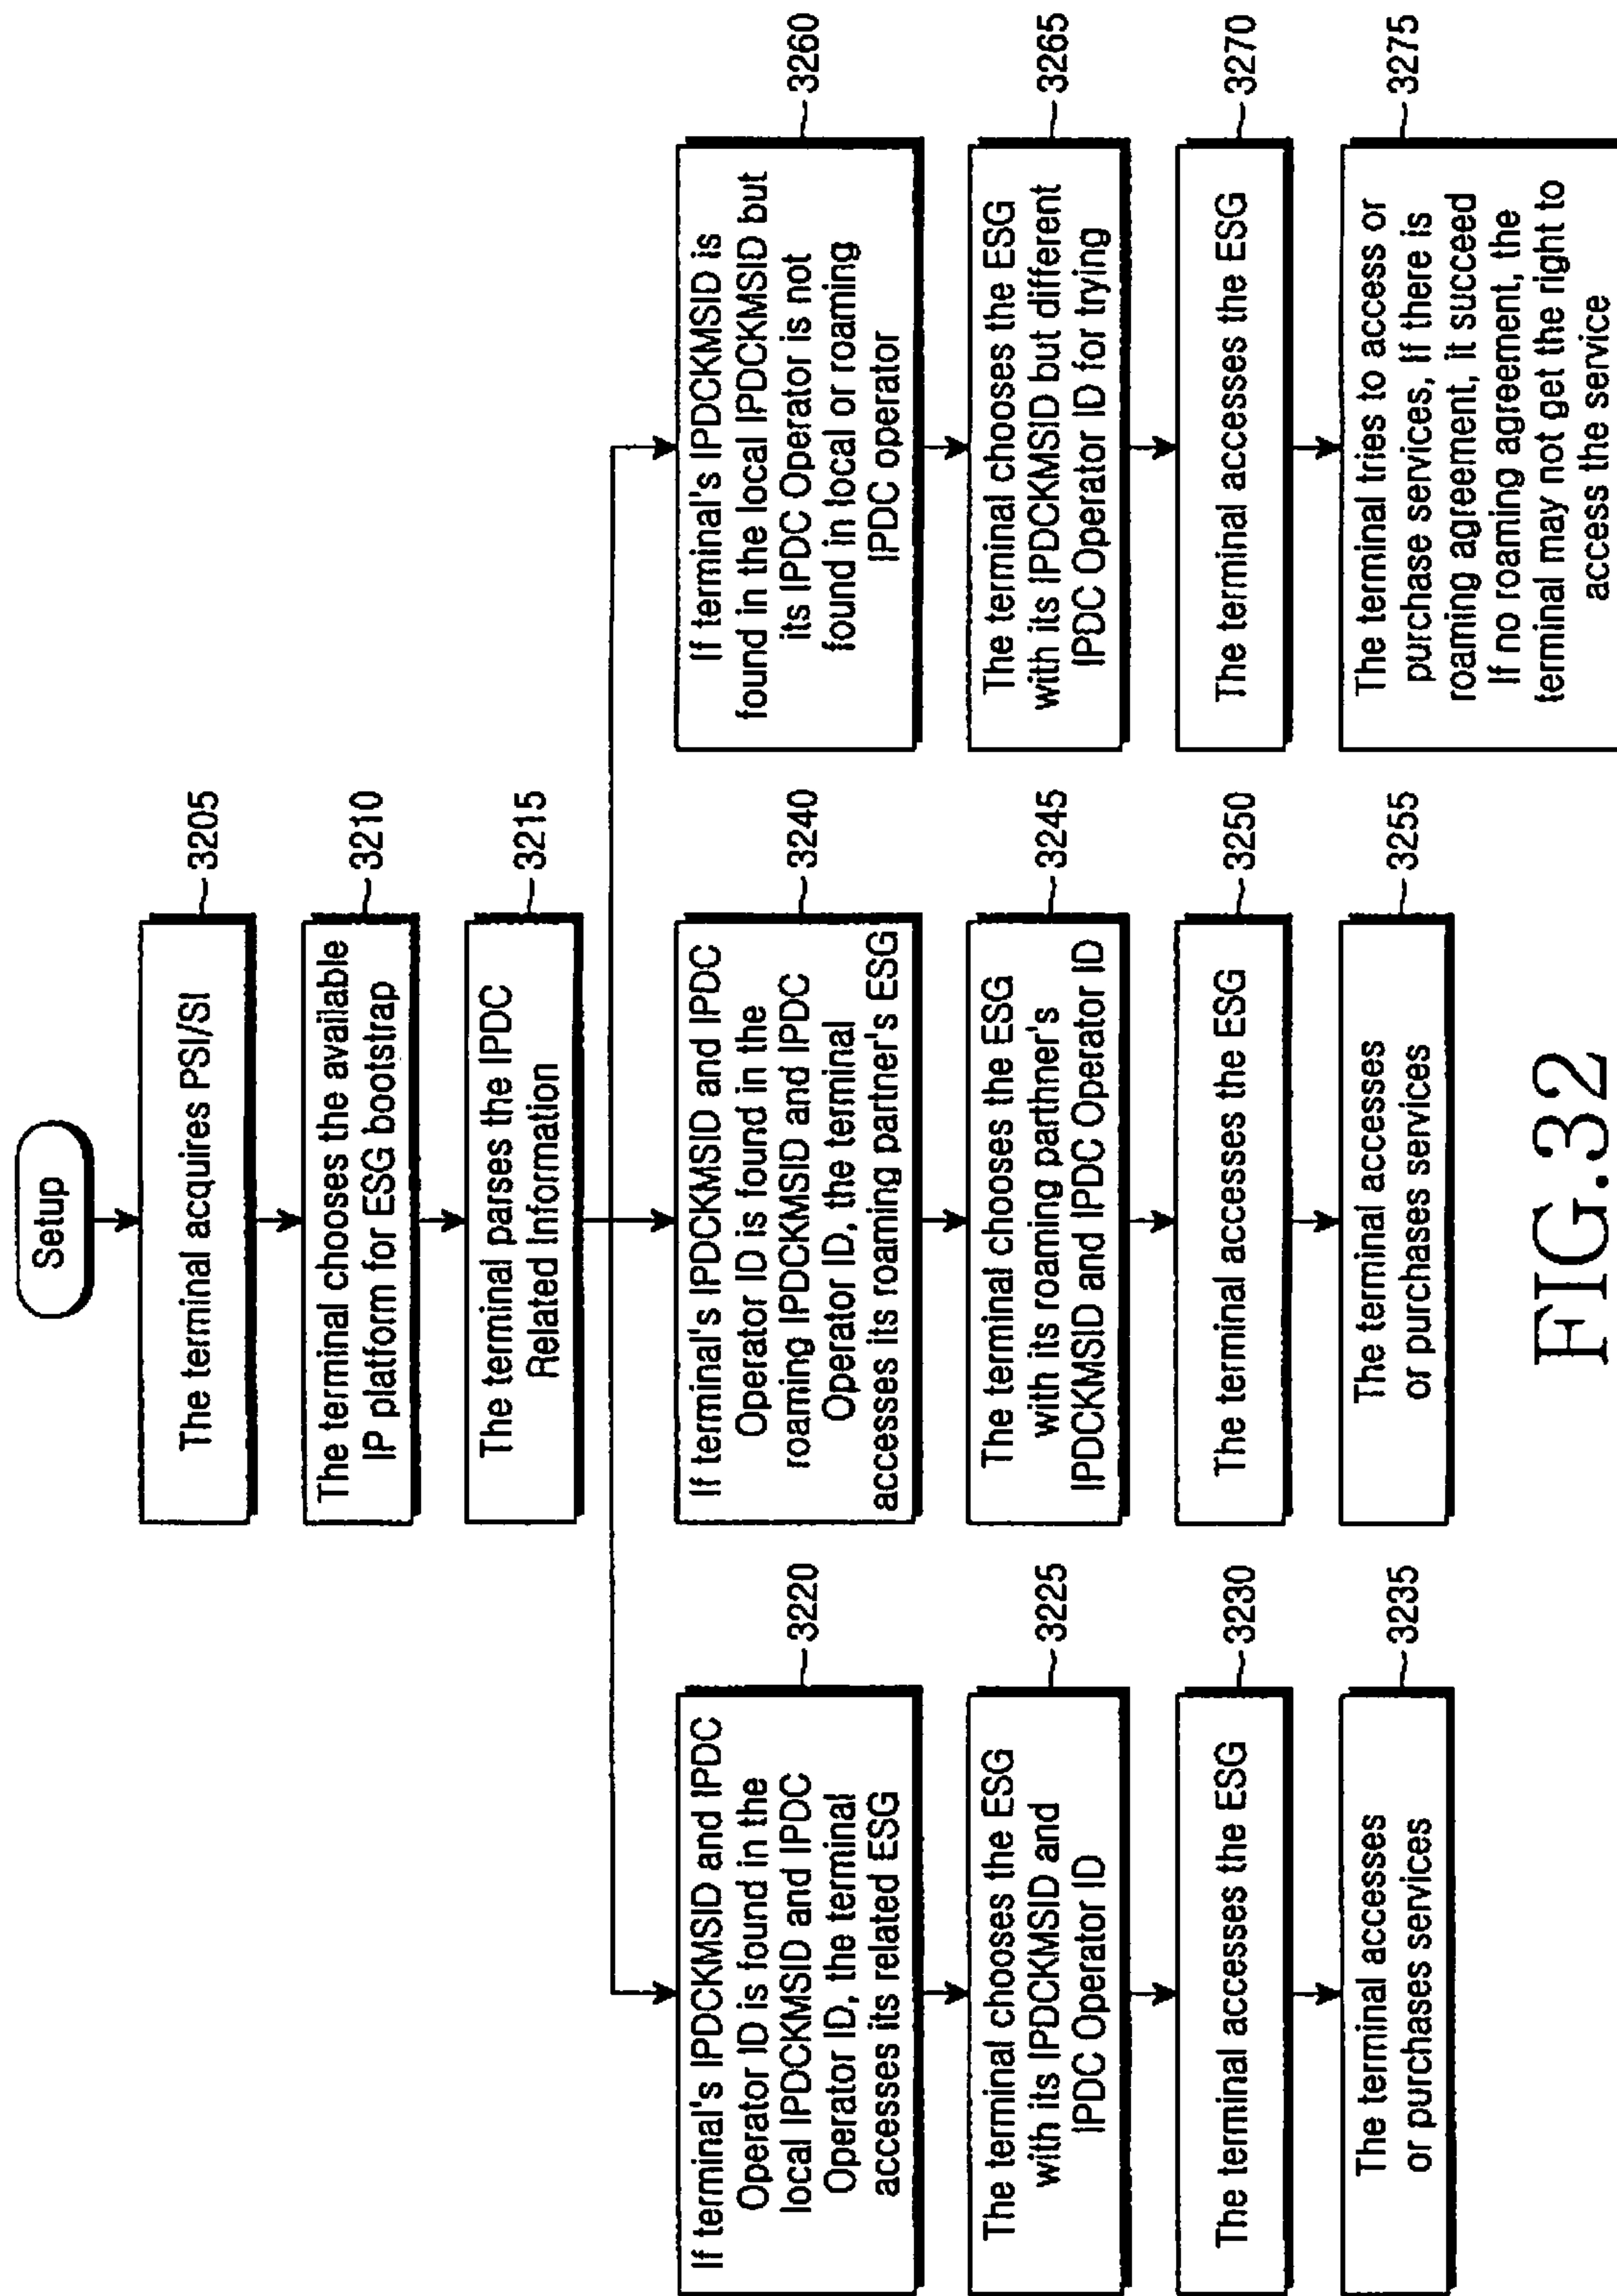 Setup
The terminal acquires PSI/SI
3205
The terminal chooses the available
IP platform for ESG bootstrap
3210
The terminal parses the IPDC
Related Information
3215
If terminal's IPDCKMSID and IPDC
Operator ID is found in the
local IPDCKMSID and IPDC
Operator ID, the terminal
accesses its related ESG
3220
The terminal chooses the ESG
with its IPDCKMSID and
IPDC Operator ID
3225
The terminal accesses the ESG
3230
The terminal accesses
or purchases services
3235
If terminal's IPDCKMSID and IPDC
Operator ID is found in the
roaming IPDCKMSID and IPDC
Operator ID, the terminal
accesses its roaming partner's ESG
3240
The terminal chooses the ESG
with its roaming parthner's
IPDCKMSID and IPDC Operator ID
3245
The terminal accesses the ESG
3250
The terminal accesses
or purchases services
3255
If terminal's IPDCKMSID is
found in the local IPDCKMSID but
its IPDC Operator is not
found in local or roaming
IPDC operator
3260
The terminal chooses the ESG
with its IPDCKMSID but different
IPDC Operator ID for trying
3265
The terminal accesses the ESG
3270
The terminal tries to access or
purchase services, If there is
roaming agreement, it succeed
If no roaming agreement, the
terminal may not get the right to
access the service
3275
FIG.32